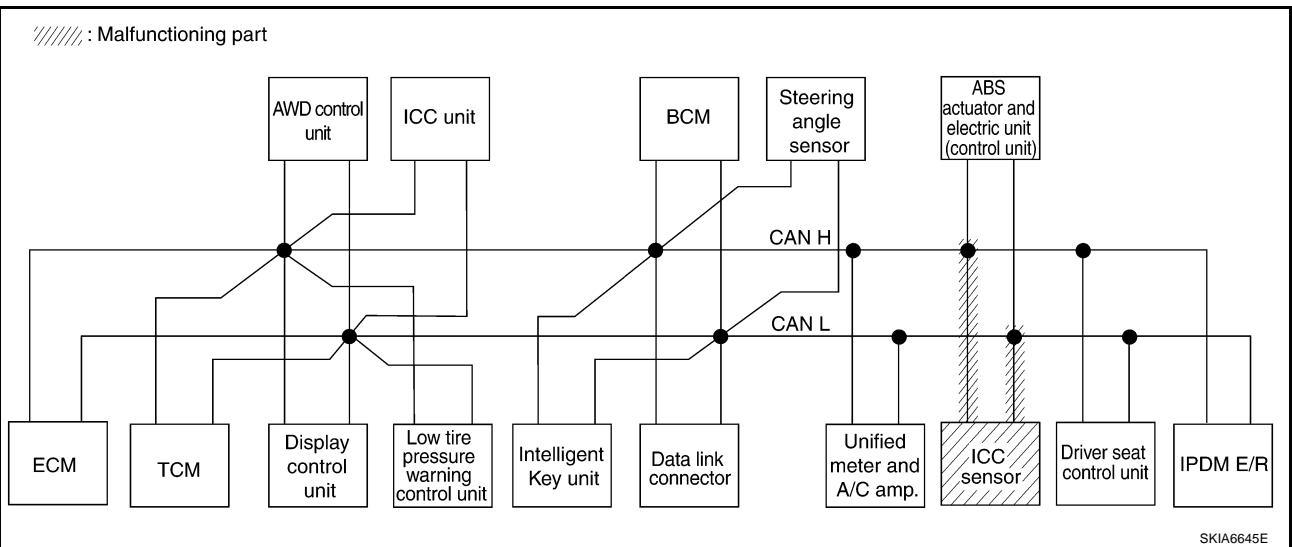 : Malfunctioning part
AWD control
unit
ICC unit
BCM
Steering
angle
sensor
ABS
actuator and
electric unit
(control unit)
CAN H
CAN L
ECM
TCM
Display
control
unit
Low tire
pressure
warning
control unit
Intelligent
Key unit
Data link
connector
Unified
meter and
A/C amp.
ICC
sensor
Driver seat
control unit
IPDM E/R
SKIA6645E